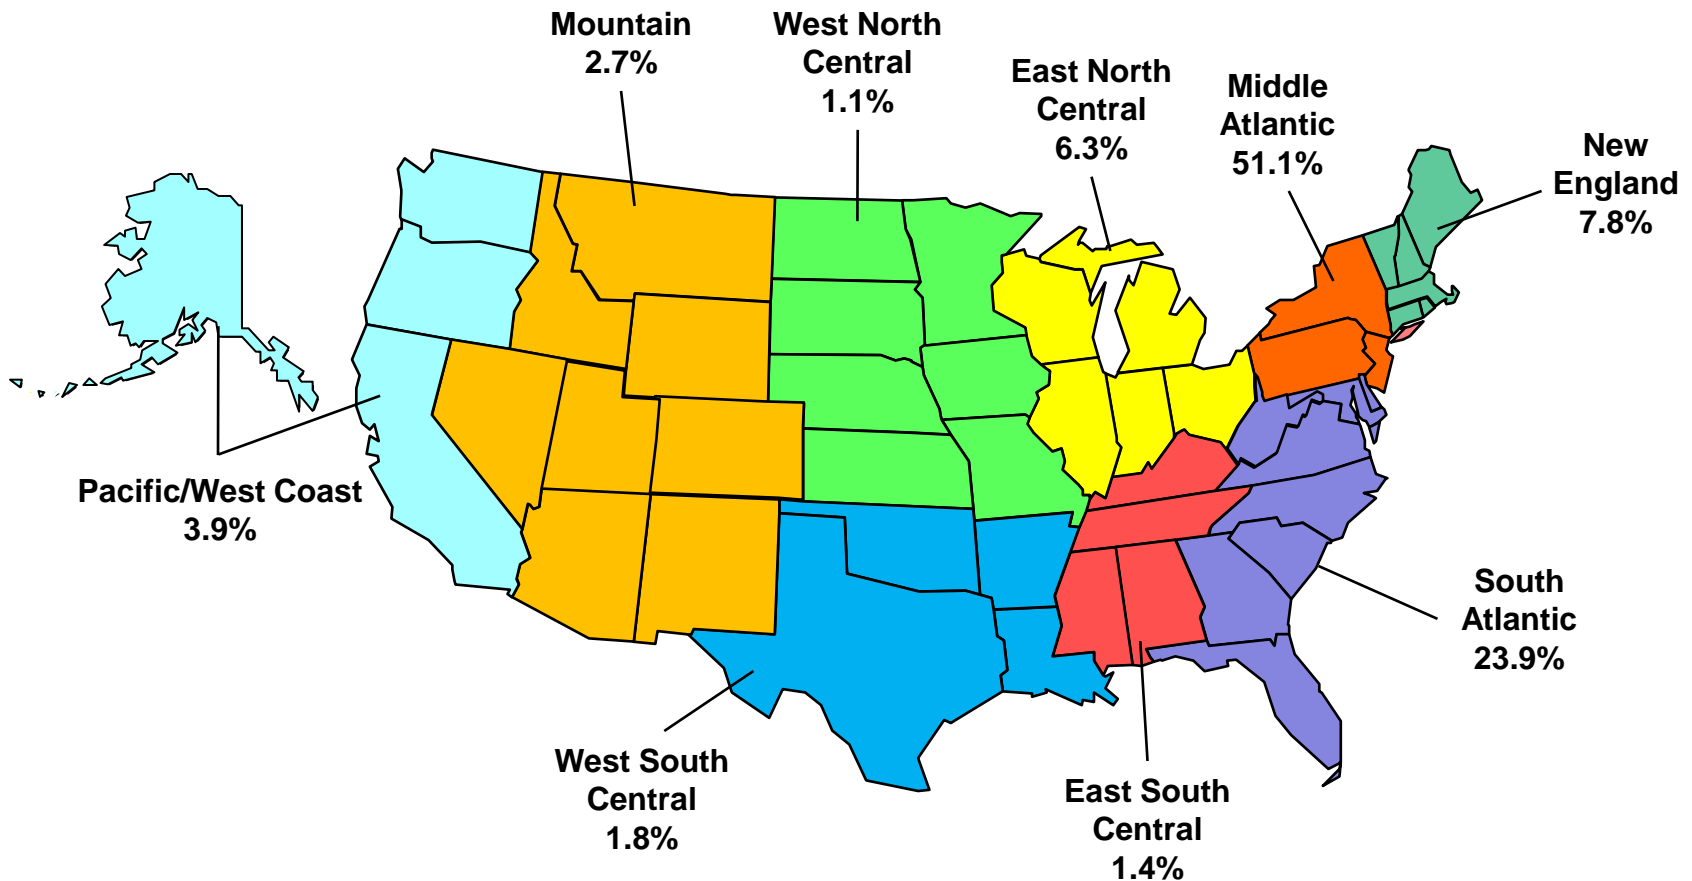 Mountain
2.7%
West North
Central
1.1%
East North
Central
6.3%
Middle
Atlantic
51.1%
New
England
7.8%
Pacific/West Coast
3.9%
South
Atlantic
23.9%
West South
Central
1.8%
East South
Central
1.4%